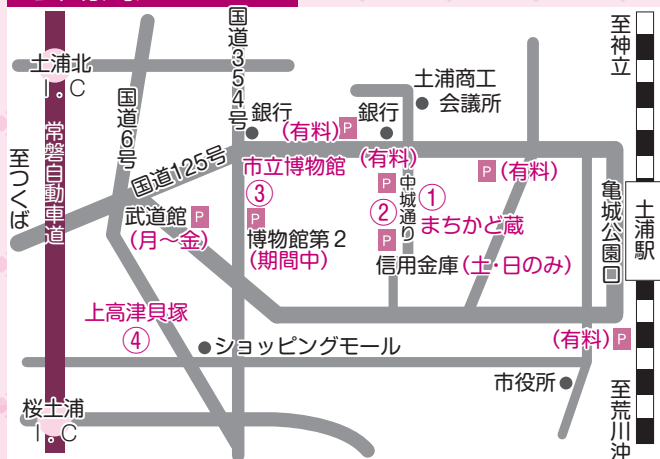 土浦北
I.C
常磐自動車道
至つくば
国道6号
国道125号
国道354号
銀行
(有料)P
銀行
(有料)
P
土浦商工
会議所
P(有料)
至神立
土浦駅
亀城公園口
市立博物館
③
P
博物館第2
(期間中)
武道館P
(月〜金)
中城通り
①
まちかど蔵
②
P
信用金庫(土・日のみ)
上高津貝塚
④
ショッピングモール
(有料)P
市役所
至荒川沖
桜土浦
I.C